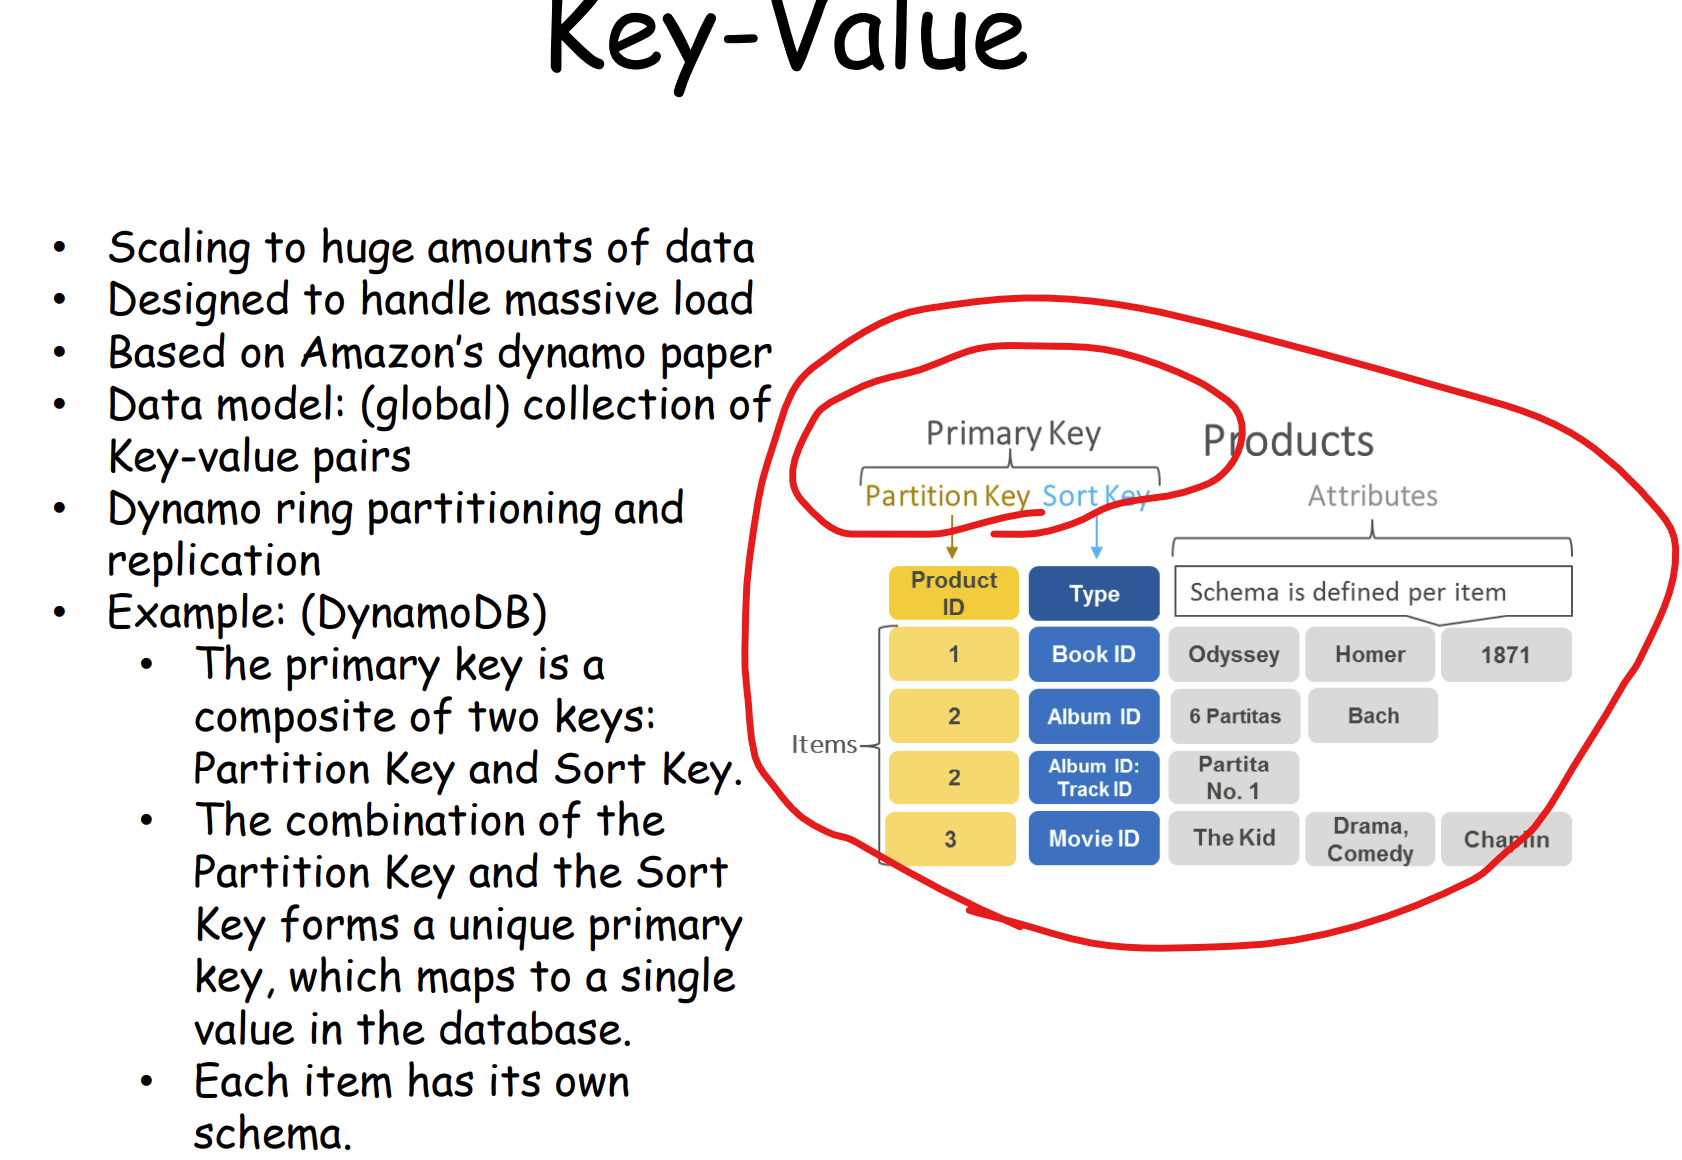 Key-Value
• Scaling to huge amounts of data
• Designed to handle massive load
• Based on Amazon's dynamo paper
• Data model: (global) collection of
Key-value pairs
• Dynamo ring partitioning and
replication
• Example: (DynamoDB)
• The primary key is a
composite of two keys:
Partition Key and Sort Key.
• The combination of the
Partition Key and the Sort
Key forms a unique primary
key, which maps to a single
value in the database.
• Each item has its own
schema.
Primary Key
Products
Partition Key Sort Key
Attributes
Product
ID
Type
Schema is defined per item
Items
1
Book ID
Odyssey
Homer
1871
2
Album ID
6 Partitas
Bach
2
Album ID:
Track ID
Partita
No. 1
3
Movie ID
The Kid
Drama,
Comedy
Chaplin